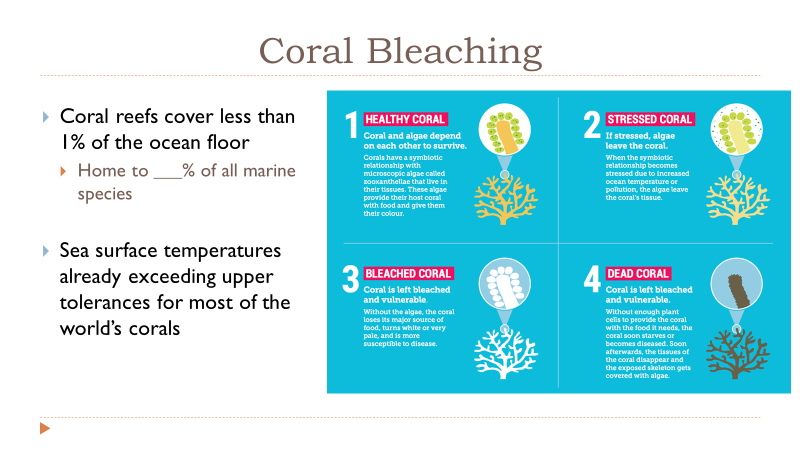 Coral Bleaching
Coral reefs cover less than
1% of the ocean floor
Home to ___% of all marine
species
Sea surface temperatures
already exceeding upper
tolerances for most of the
world's corals
1 HEALTHY CORAL
Coral and algae depend
on each other to survive.
Corals have a symbiotic
relationship with
microscopic algae called
zooxanthellae that live in
their tissues. These algae
provide their host coral
with food and give them
their colour.
2 STRESSED CORAL
If stressed, algae
leave the coral.
When the symbiotic
relationship becomes
stressed due to increased
ocean temperature or
pollution, the algae leave
the coral's tissue.
3 BLEACHED CORAL
Coral is left bleached
and vulnerable.
Without the algae, the coral
loses its major source of
food, turns white or very
pale, and is more
susceptible to disease.
4 DEAD CORAL
Coral is left bleached
and vulnerable.
Without enough plant
cells to provide the coral
with the food it needs, the
coral soon starves or
becomes diseased. Soon
afterwards, the tissues of
the coral disappear and
the exposed skeleton gets
covered with algae.